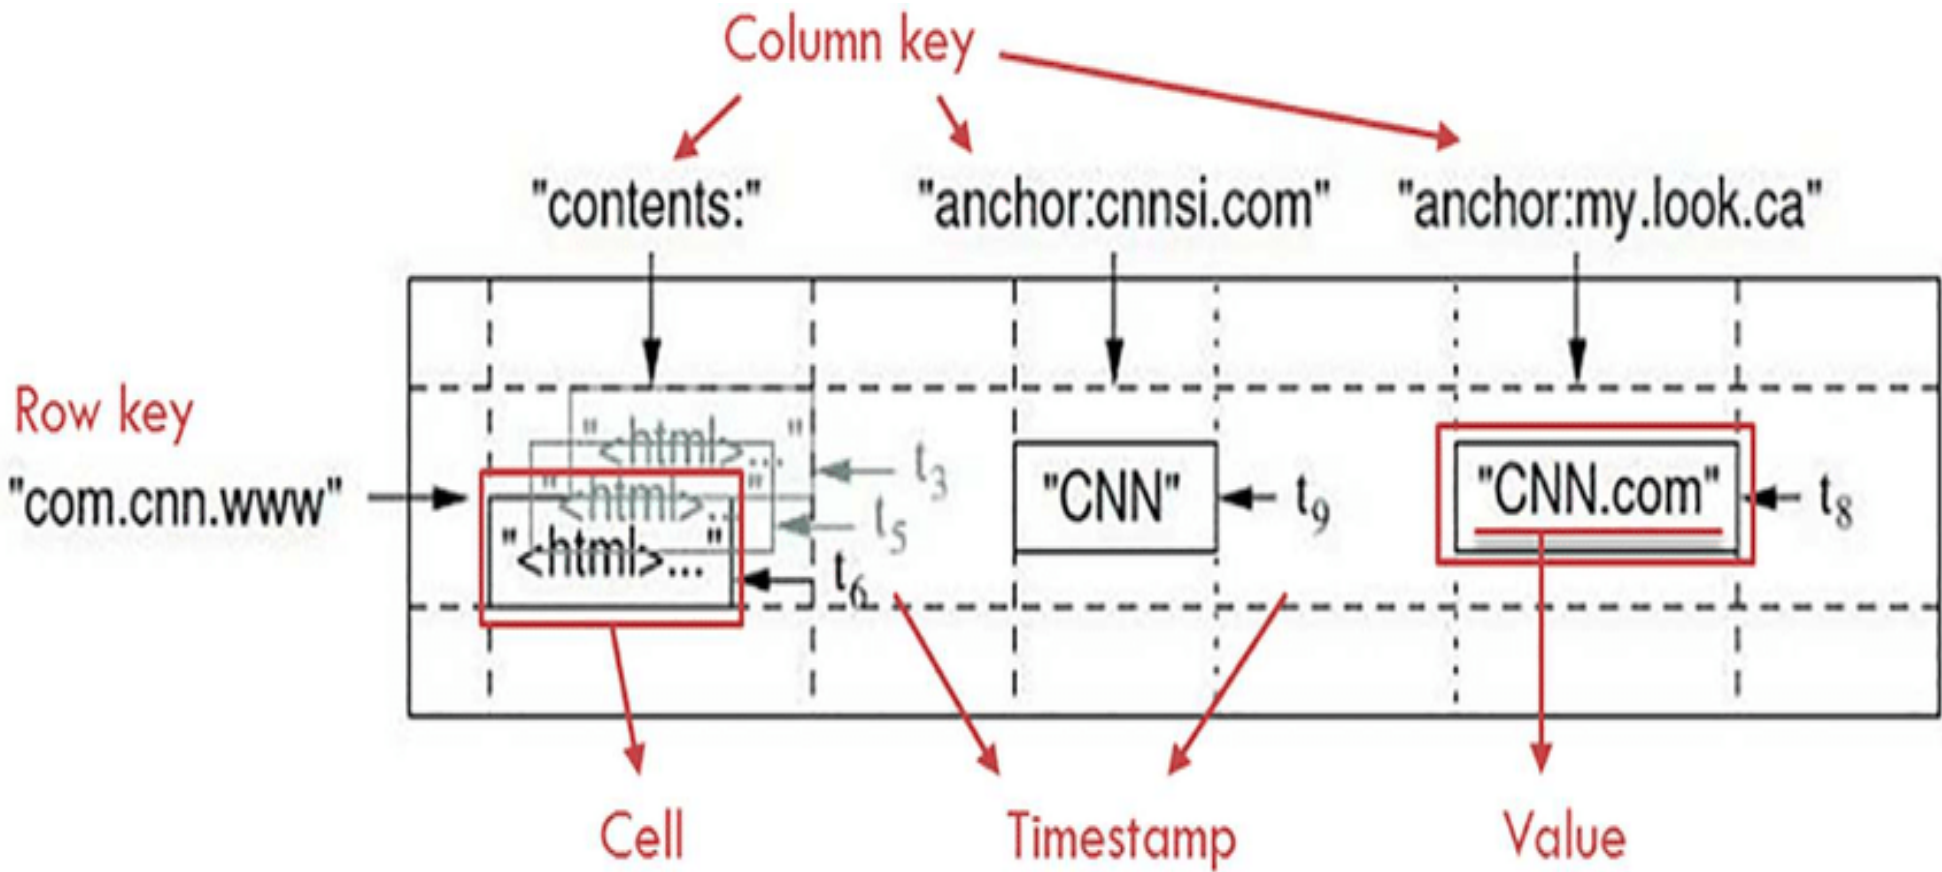 Column key
"contents:" "anchor:cnnsi.com" "anchor:my.look.ca"
Row key
"com.cnn.www"
"<html>..."
t3
"<html>..."
t5
"<html>..."
t6
"CNN"
t9
"CNN.com"
t8
Cell Timestamp Value